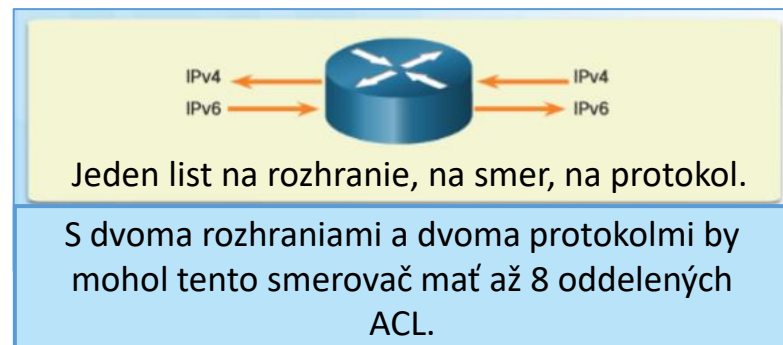 IPv4 IPv4
IPv6 IPv6
Jeden list na rozhranie, na smer, na protokol.
S dvoma rozhraniami a dvoma protokolmi by
mohol tento smerovač mať až 8 oddelených
ACL.